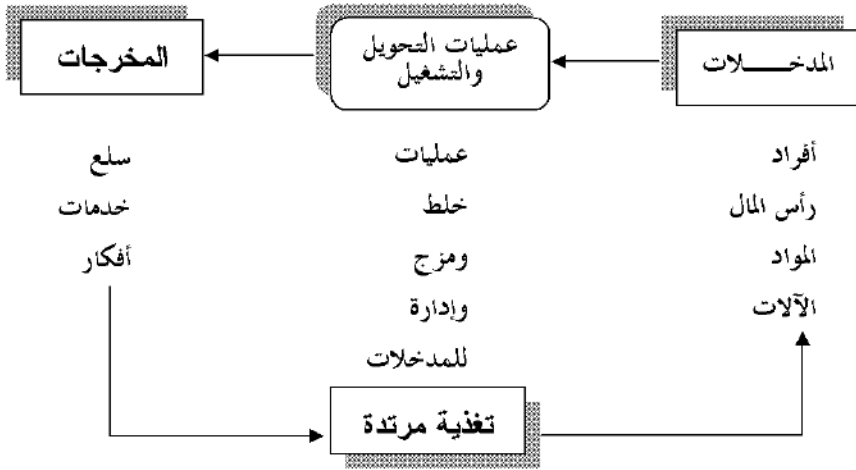 المدخـــــلات
عمليات التحويل
والتشغيل
المخرجات
أفراد
رأس المال
المواد
الآلات
عمليات
خلط
ومزج
وإدارة
للمدخلات
سلع
خدمات
أفكار
تغذية مرتدة